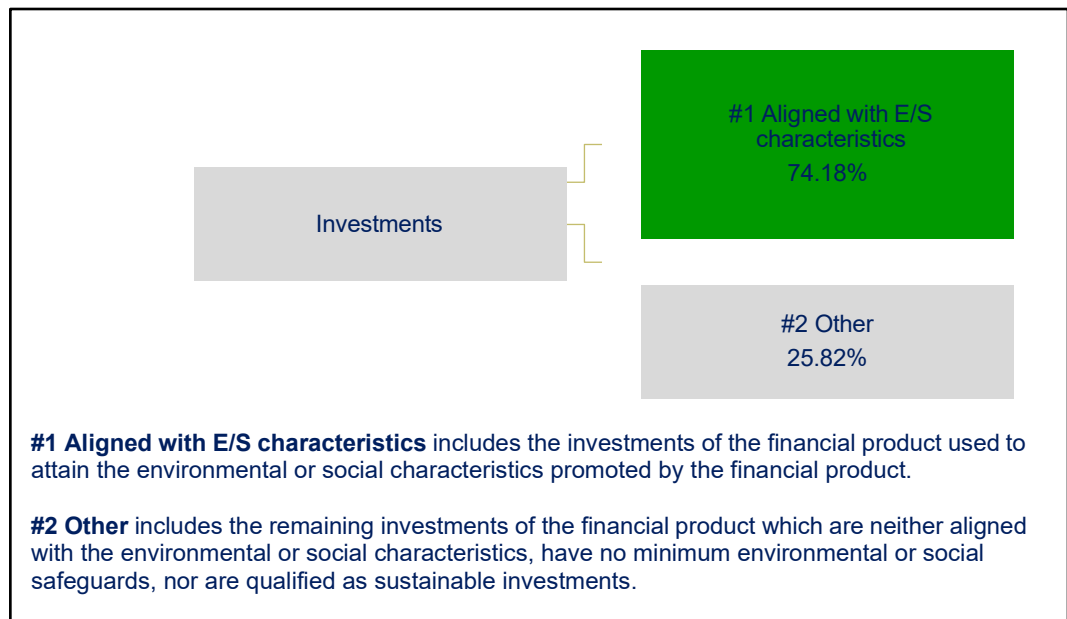 #1 Aligned with E/S
characteristics
74.18%
Investments
#2 Other
25.82%
#1 Aligned with E/S characteristics includes the investments of the financial product used to
attain the environmental or social characteristics promoted by the financial product.
#2 Other includes the remaining investments of the financial product which are neither aligned
with the environmental or social characteristics, have no minimum environmental or social
safeguards, nor are qualified as sustainable investments.